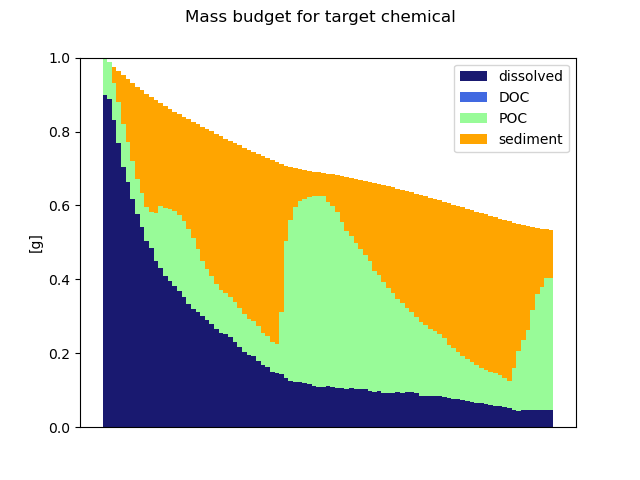 Mass budget for target chemical
1.0
0.8
0.6
0.4
0.2
0.0
[g]
dissolved
DOC
POC
sediment